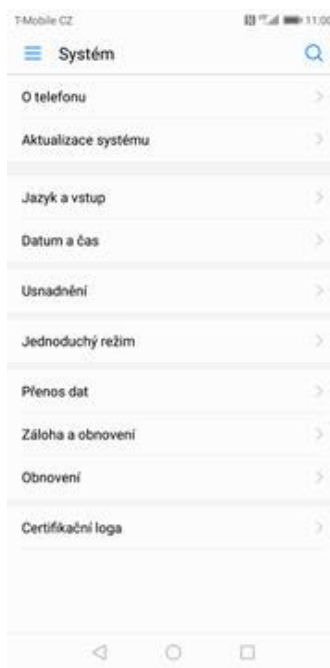 T-Mobile CZ 11:00
Systém
O telefonu
Aktualizace systému
Jazyk a vstup
Datum a čas
Usnadnění
Jednoduchý režim
Přenos dat
Záloha a obnovení
Obnovení
Certifikační loga